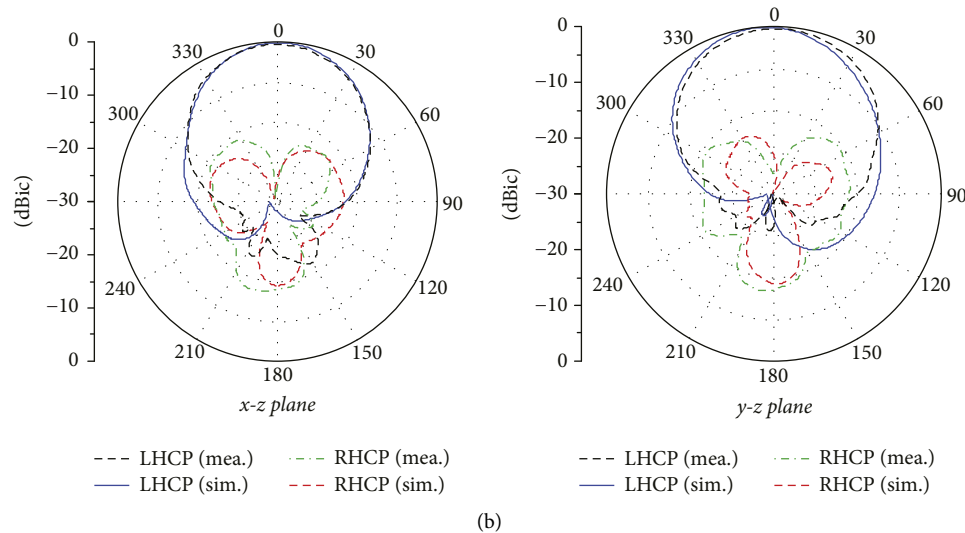 0
330
30
300
60
90
240
120
210
150
180
0
−10
−20
−30
−20
−10
0
(dBic)
x-z plane
LHCP (mea.)
RHCP (mea.)
LHCP (sim.)
RHCP (sim.)
0
330
30
300
60
90
240
120
210
150
180
0
−10
−20
−30
−20
−10
0
(dBic)
y-z plane
LHCP (mea.)
RHCP (mea.)
LHCP (sim.)
RHCP (sim.)
(b)